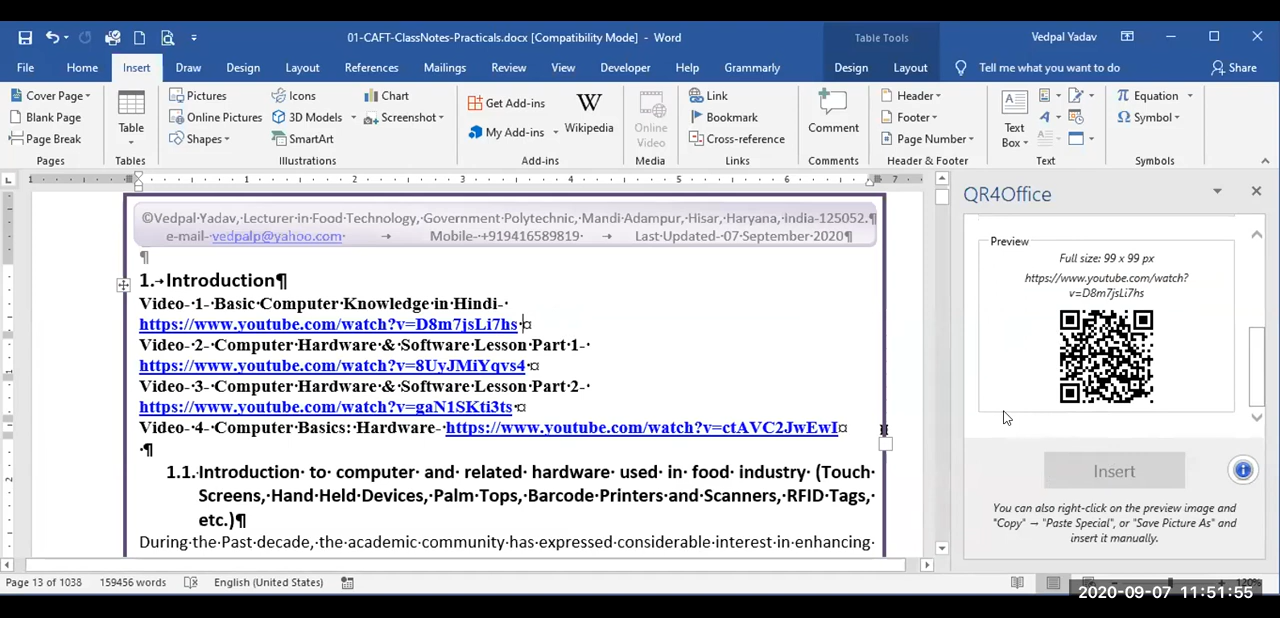 01-CAFT-ClassNotes-Practicals.docx [Compatibility Mode] - Word
Table Tools
Vedpal Yadav
File Home Insert Draw Design Layout References Mailings Review View Developer Help Grammarly Design Layout Tell me what you want to do Share
Cover Page
Blank Page
Page Break
Pages
Table
Tables
Pictures
Online Pictures
Shapes
Icons
3D Models
SmartArt
Chart
Screenshot
Illustrations
Get Add-ins
My Add-ins
Wikipedia
Add-ins
Online
Video
Media
Link
Bookmark
Cross-reference
Links
Comment
Comments
Header
Footer
Page Number
Header & Footer
Text
Box
Text
Equation
Symbol
Symbols
1 1 2 3 4 5 6 7
©Vedpal·Yadav,·Lecturer·in·Food·Technology,·Government·Polytechnic,·Mandi·Adampur,·Hisar,·Haryana,·India·125052.¶
e-mail-·vedpalp@yahoo.com· → Mobile-·+919416589819· → Last·Updated-·07·September·2020¶
¶
1.→Introduction¶
Video-·1-·Basic·Computer·Knowledge·in·Hindi-·
https://www.youtube.com/watch?v=D8m7jsLi7hs·¤
Video-·2-·Computer·Hardware·&·Software·Lesson·Part·1-·
https://www.youtube.com/watch?v=8UyJMiYqvs4·¤
Video-·3-·Computer·Hardware·&·Software·Lesson·Part·2-·
https://www.youtube.com/watch?v=gaN1SKti3ts·¤
Video-·4-·Computer·Basics:·Hardware-·https://www.youtube.com/watch?v=ctAVC2JwEwI¤
·¶
1.1.·Introduction· to· computer· and· related· hardware· used· in· food· industry· (Touch·
Screens,·Hand·Held·Devices,·Palm·Tops,·Barcode·Printers·and·Scanners,·RFID·Tags,·
etc.)¶
During·the·Past·decade,·the·academic·community·has·expressed·considerable·interest·in·enhancing·
QR4Office
Preview
Full size: 99 x 99 px
https://www.youtube.com/watch?
v=D8m7jsLi7hs
Insert
You can also right-click on the preview image and
"Copy" → "Paste Special", or "Save Picture As" and
insert it manually.
Page 13 of 1038 159456 words English (United States) 120%
2020-09-07 11:51:55